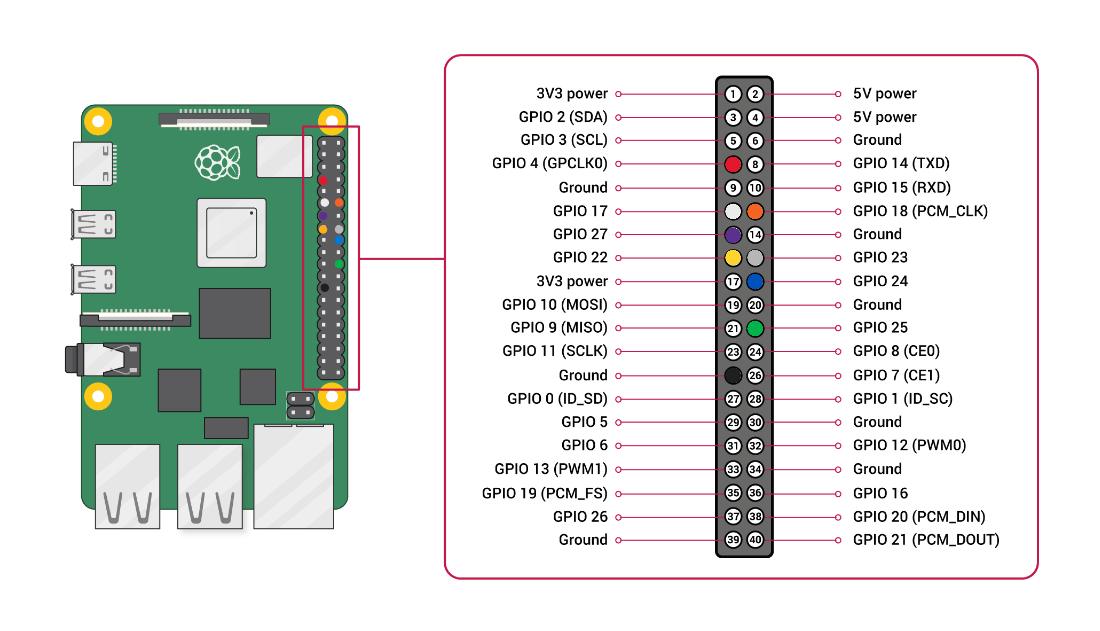 3V3 power 1 2 5V power
GPIO 2 (SDA) 3 4 5V power
GPIO 3 (SCL) 5 6 Ground
GPIO 4 (GPCLK0) 8 GPIO 14 (TXD)
Ground 9 10 GPIO 15 (RXD)
GPIO 17 GPIO 18 (PCM_CLK)
GPIO 27 14 Ground
GPIO 22 GPIO 23
3V3 power 17 GPIO 24
GPIO 10 (MOSI) 19 20 Ground
GPIO 9 (MISO) 21 GPIO 25
GPIO 11 (SCLK) 23 24 GPIO 8 (CE0)
Ground 26 GPIO 7 (CE1)
GPIO 0 (ID_SD) 27 28 GPIO 1 (ID_SC)
GPIO 5 29 30 Ground
GPIO 6 31 32 GPIO 12 (PWM0)
GPIO 13 (PWM1) 33 34 Ground
GPIO 19 (PCM_FS) 35 36 GPIO 16
GPIO 26 37 38 GPIO 20 (PCM_DIN)
Ground 39 40 GPIO 21 (PCM_DOUT)